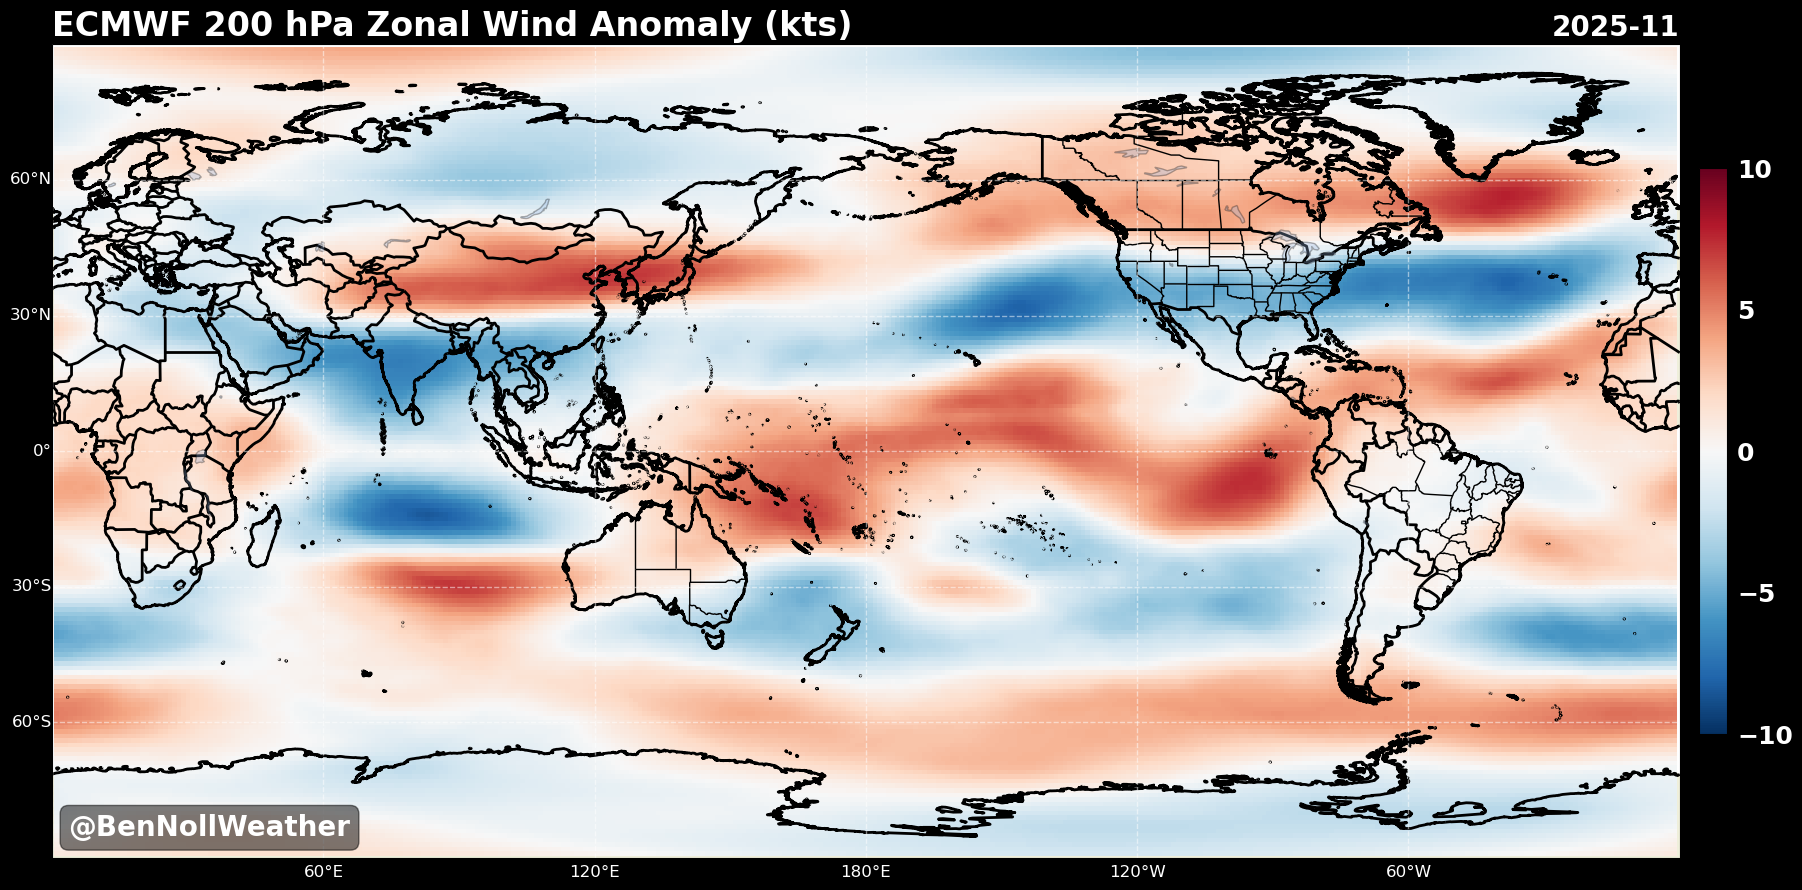 ECMWF 200 hPa Zonal Wind Anomaly (kts)
2025-11
60°N
30°N
0°
30°S
60°S
60°E
120°E
180°E
120°W
60°W
10
5
0
−5
−10
@BenNollWeather